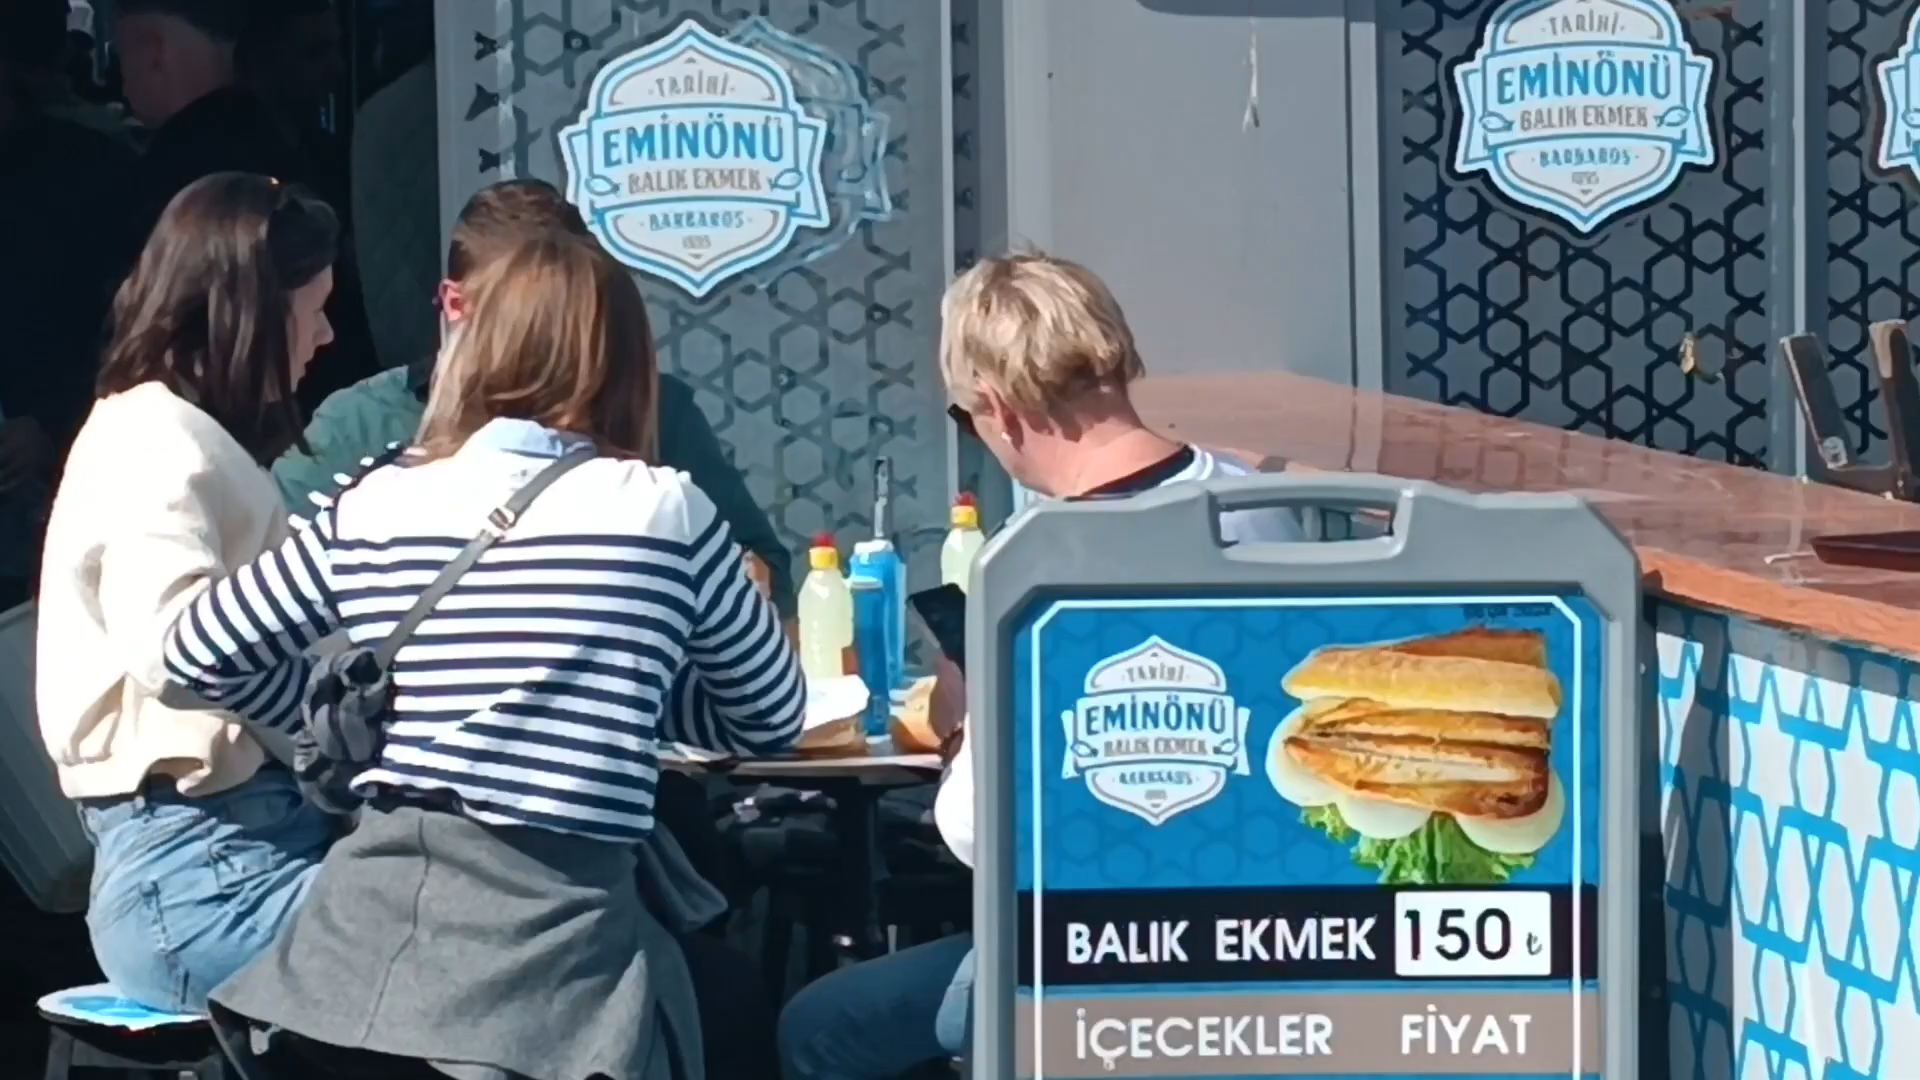 TARİHİ
EMİNÖNÜ
BALIK EKMEK
BARBAROS
TARİHİ
EMİNÖNÜ
BALIK EKMEK
BARBAROS
TARİHİ
EMİNÖNÜ
BALIK EKMEK
BARBAROS
BALIK EKMEK 150 ₺
İÇECEKLER FİYAT